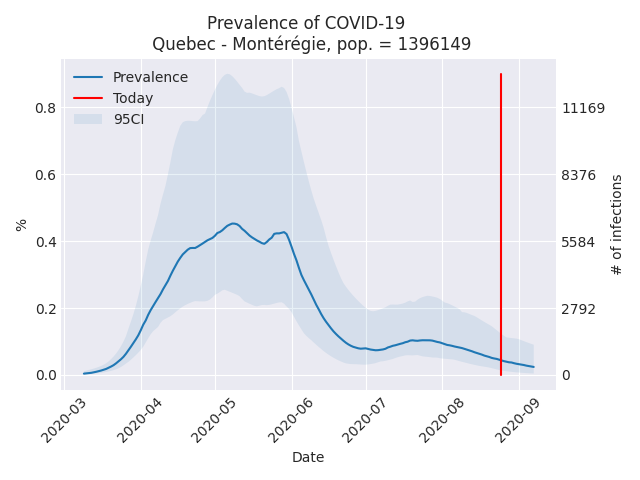 Prevalence of COVID-19
Quebec - Montérégie, pop. = 1396149
Prevalence
Today
95CI
%
0.8
0.6
0.4
0.2
0.0
11169
8376
5584
2792
0
# of infections
2020-03
2020-04
2020-05
2020-06
2020-07
2020-08
2020-09
Date